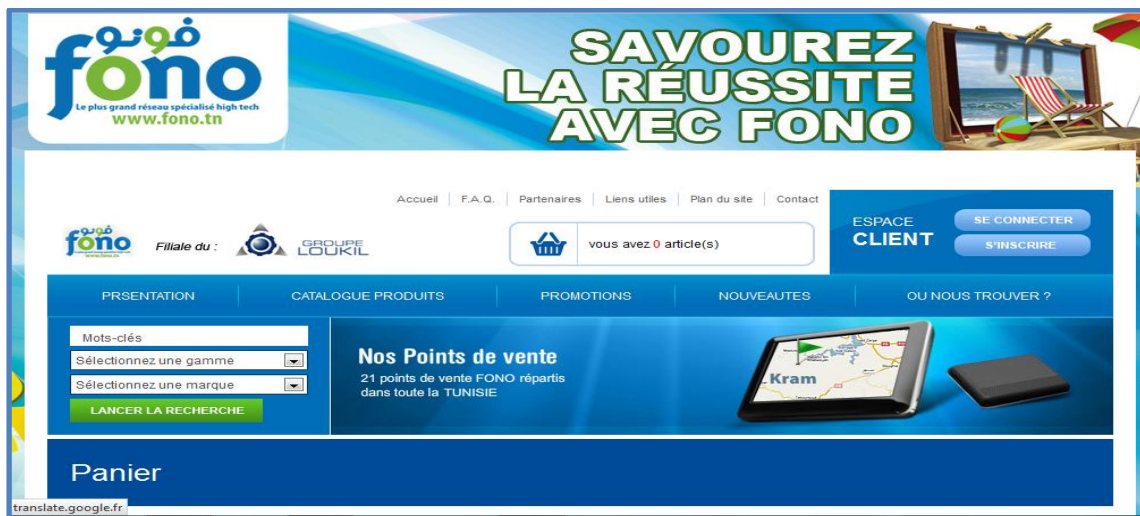 فونو
fono
Le plus grand réseau spécialisé high tech
www.fono.tn
SAVOUREZ
LA RÉUSSITE
AVEC FONO
Accueil F.A.Q. Partenaires Liens utiles Plan du site Contact
فونو
fono
Filiale du :
GROUPE
LOUKIL
vous avez 0 article(s)
ESPACE
CLIENT
SE CONNECTER
S'INSCRIRE
PRSENTATION CATALOGUE PRODUITS PROMOTIONS NOUVEAUTES OU NOUS TROUVER ?
Mots-clés
Sélectionnez une gamme
Sélectionnez une marque
LANCER LA RECHERCHE
Nos Points de vente
21 points de vente FONO répartis
dans toute la TUNISIE
Kram
Panier
translate.google.fr